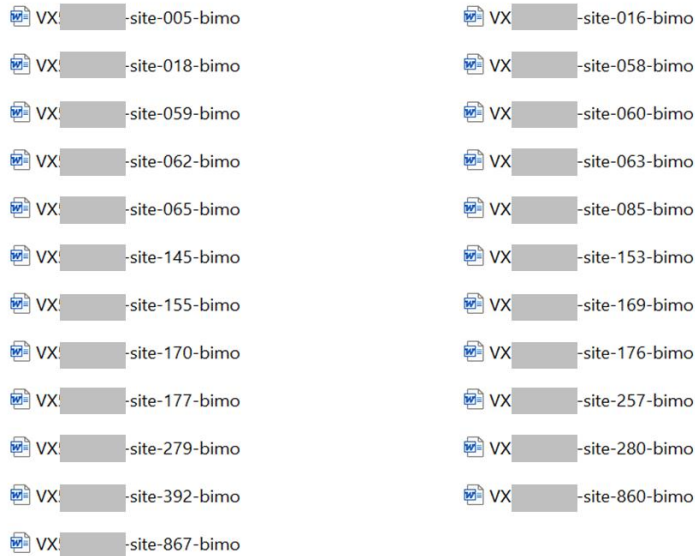 VX -site-005-bimo VX -site-016-bimo
VX -site-018-bimo VX -site-058-bimo
VX -site-059-bimo VX -site-060-bimo
VX -site-062-bimo VX -site-063-bimo
VX -site-065-bimo VX -site-085-bimo
VX -site-145-bimo VX -site-153-bimo
VX -site-155-bimo VX -site-169-bimo
VX -site-170-bimo VX -site-176-bimo
VX -site-177-bimo VX -site-257-bimo
VX -site-279-bimo VX -site-280-bimo
VX -site-392-bimo VX -site-860-bimo
VX -site-867-bimo